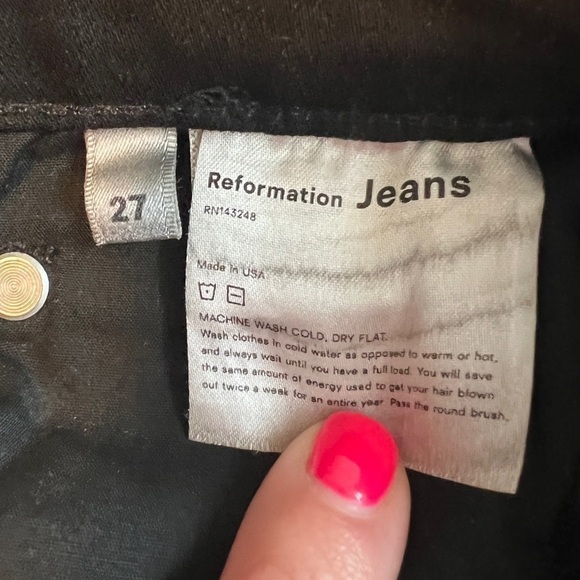 27
Reformation Jeans
RN143248
Made in USA
MACHINE WASH COLD, DRY FLAT.
Wash clothes in cold water as opposed to warm or hot,
and always wait until you have a full load. You will save
the same amount of energy used to get your hair blown
out twice a week for an entire year. Pass the round brush.